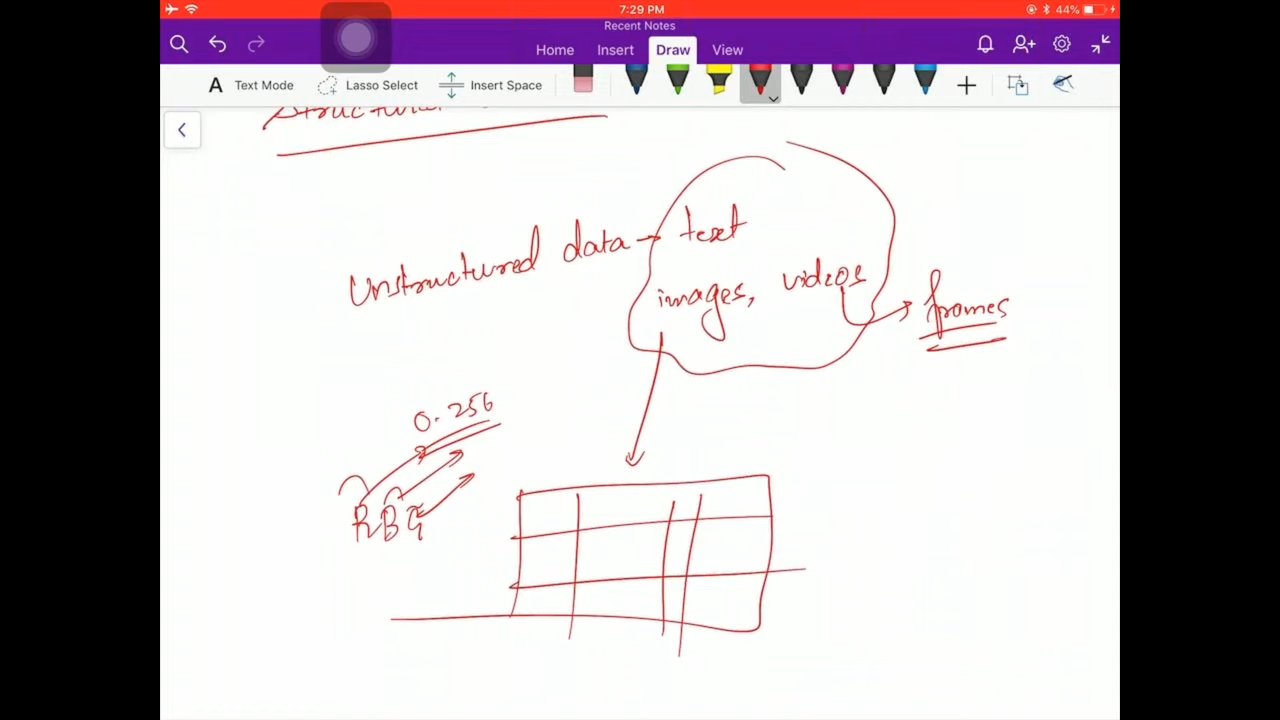 7:29 PM
44%
Recent Notes
Home Insert Draw View
A Text Mode Lasso Select Insert Space
Unstructured data → text
images, videos
frames
0.256
RBG